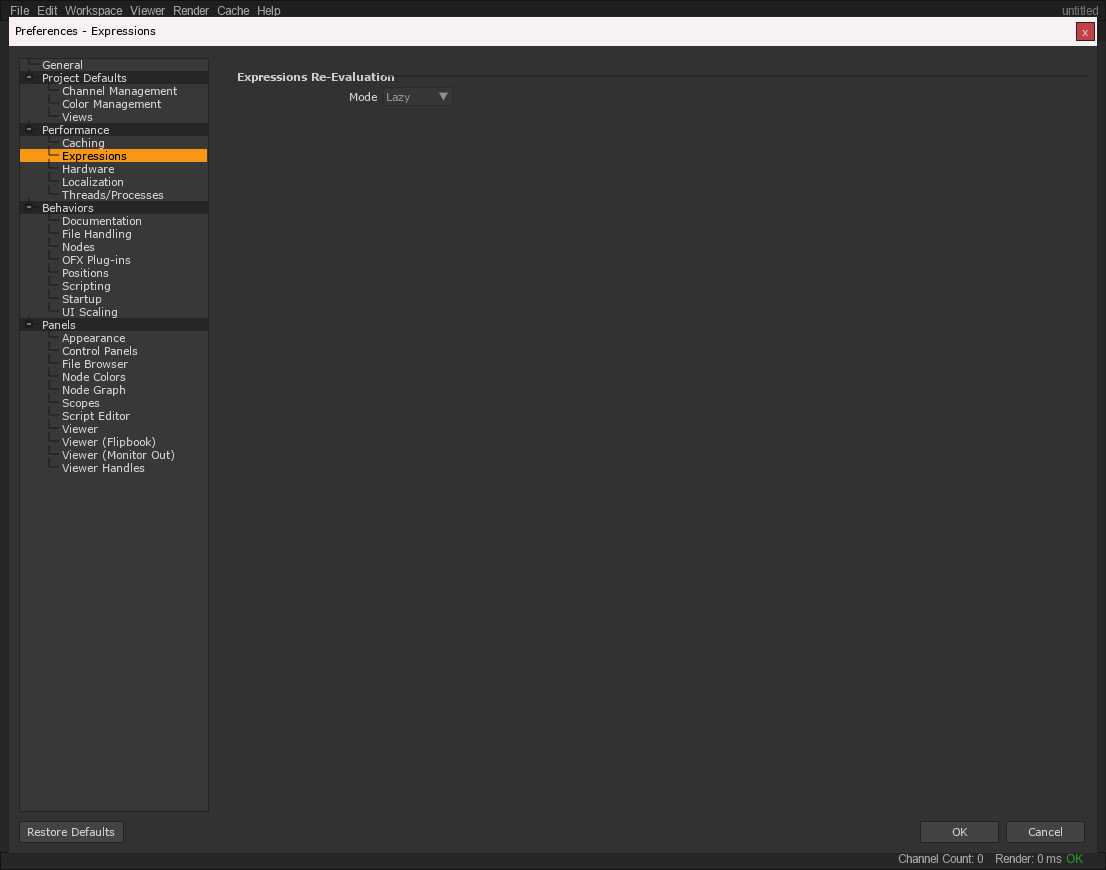 File Edit Workspace Viewer Render Cache Help untitled
Preferences - Expressions x
General
Project Defaults
Channel Management
Color Management
Views
Performance
Caching
Expressions
Hardware
Localization
Threads/Processes
Behaviors
Documentation
File Handling
Nodes
OFX Plug-ins
Positions
Scripting
Startup
UI Scaling
Panels
Appearance
Control Panels
File Browser
Node Colors
Node Graph
Scopes
Script Editor
Viewer
Viewer (Flipbook)
Viewer (Monitor Out)
Viewer Handles
Expressions Re-Evaluation
Mode Lazy
Restore Defaults OK Cancel
Channel Count: 0 Render: 0 ms OK